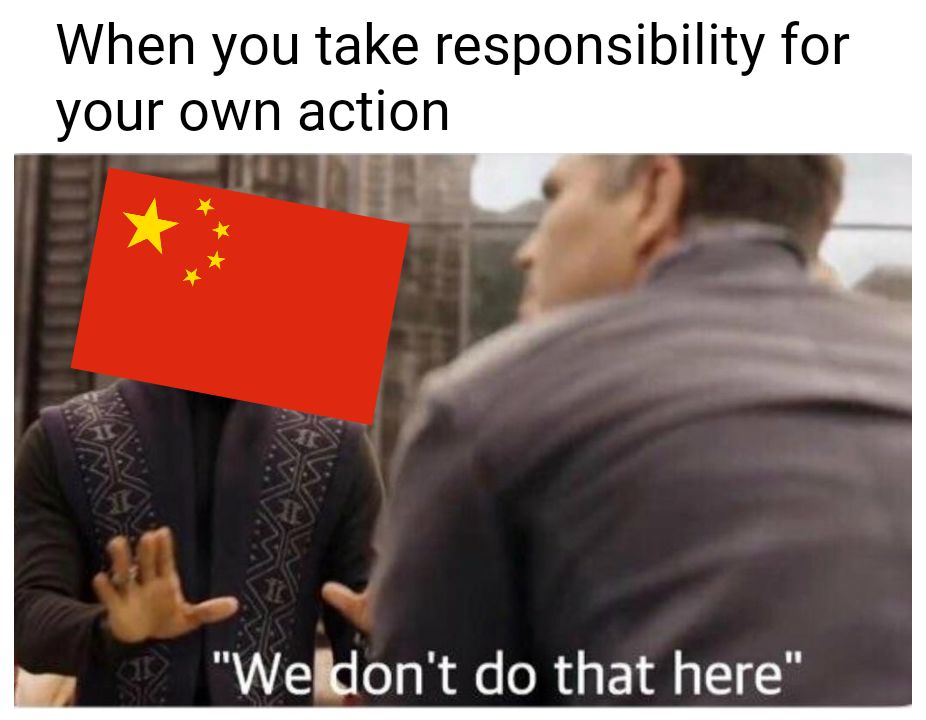 When you take responsibility for
your own action
"We don't do that here"